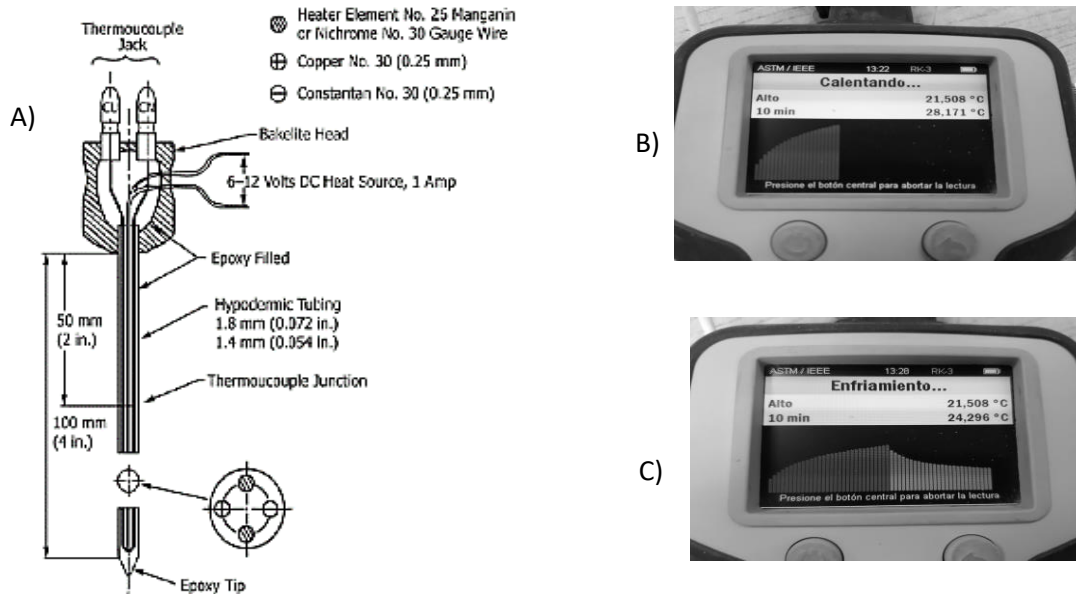 A)
Thermoucouple
Jack
Heater Element No. 25 Manganin
or Nichrome No. 30 Gauge Wire
Copper No. 30 (0.25 mm)
Constantan No. 30 (0.25 mm)
CU
CN
Bakelite Head
6–12 Volts DC Heat Source, 1 Amp
Epoxy Filled
50 mm
(2 in.)
Hypodermic Tubing
1.8 mm (0.072 in.)
1.4 mm (0.054 in.)
Thermoucouple Junction
100 mm
(4 in.)
Epoxy Tip
B)
ASTM / IEEE 13:22 RK-3
Calentando...
Alto 21,508 °C
10 min 28,171 °C
Presione el botón central para abortar la lectura
C)
ASTM / IEEE 13:28 RK-3
Enfriamiento...
Alto 21,508 °C
10 min 24,296 °C
Presione el botón central para abortar la lectura